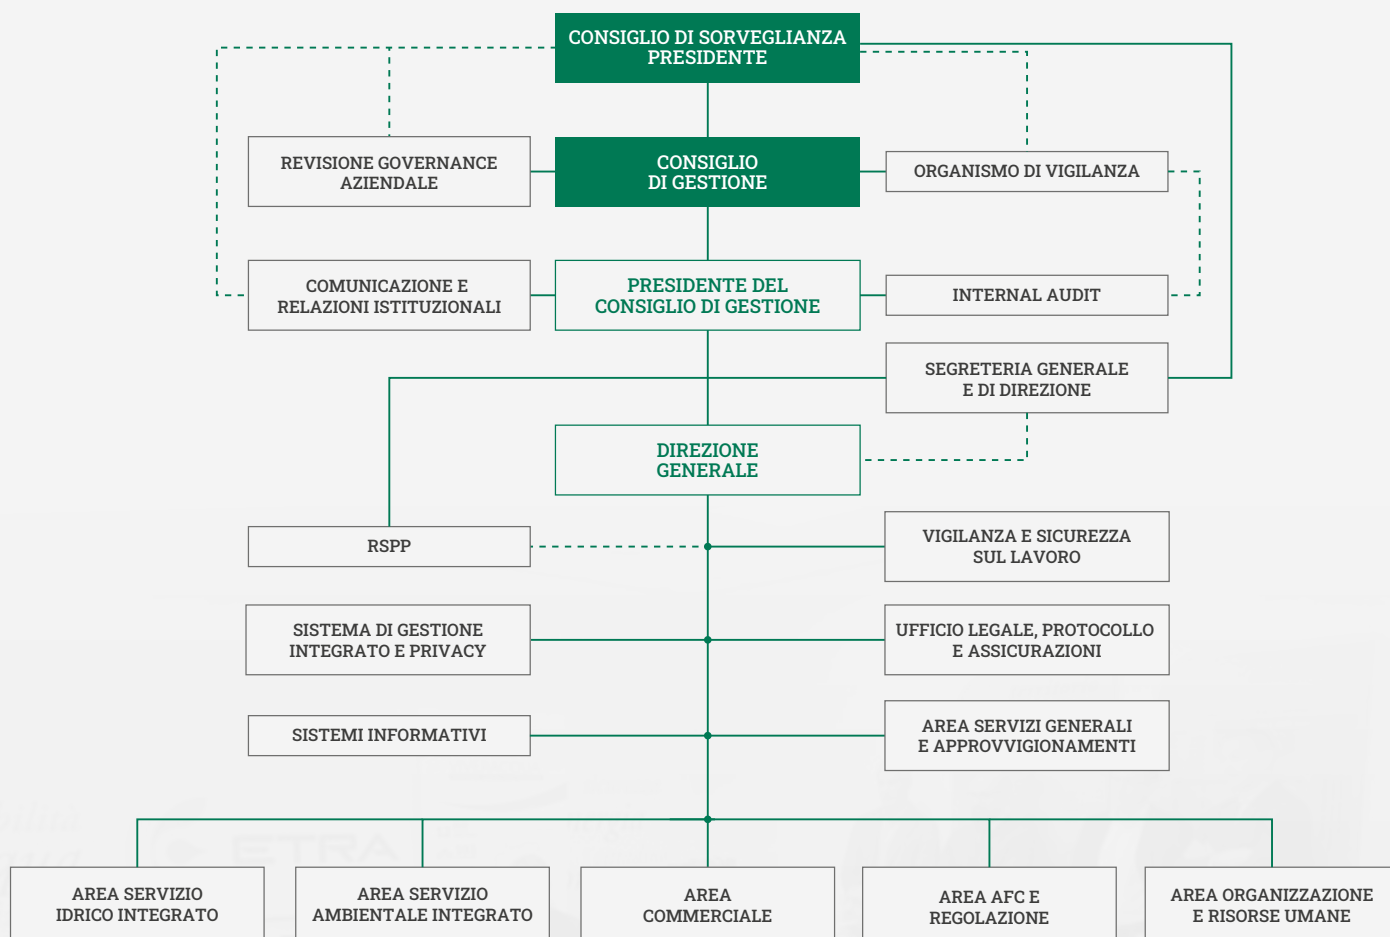 CONSIGLIO DI SORVEGLIANZA
PRESIDENTE
REVISIONE GOVERNANCE
AZIENDALE
CONSIGLIO
DI GESTIONE
ORGANISMO DI VIGILANZA
COMUNICAZIONE E
RELAZIONI ISTITUZIONALI
PRESIDENTE DEL
CONSIGLIO DI GESTIONE
INTERNAL AUDIT
SEGRETERIA GENERALE
E DI DIREZIONE
DIREZIONE
GENERALE
RSPP
VIGILANZA E SICUREZZA
SUL LAVORO
SISTEMA DI GESTIONE
INTEGRATO E PRIVACY
UFFICIO LEGALE, PROTOCOLLO
E ASSICURAZIONI
SISTEMI INFORMATIVI
AREA SERVIZI GENERALI
E APPROVVIGIONAMENTI
ETRA
AREA SERVIZIO
IDRICO INTEGRATO
AREA SERVIZIO
AMBIENTALE INTEGRATO
AREA
COMMERCIALE
AREA AFC E
REGOLAZIONE
AREA ORGANIZZAZIONE
E RISORSE UMANE